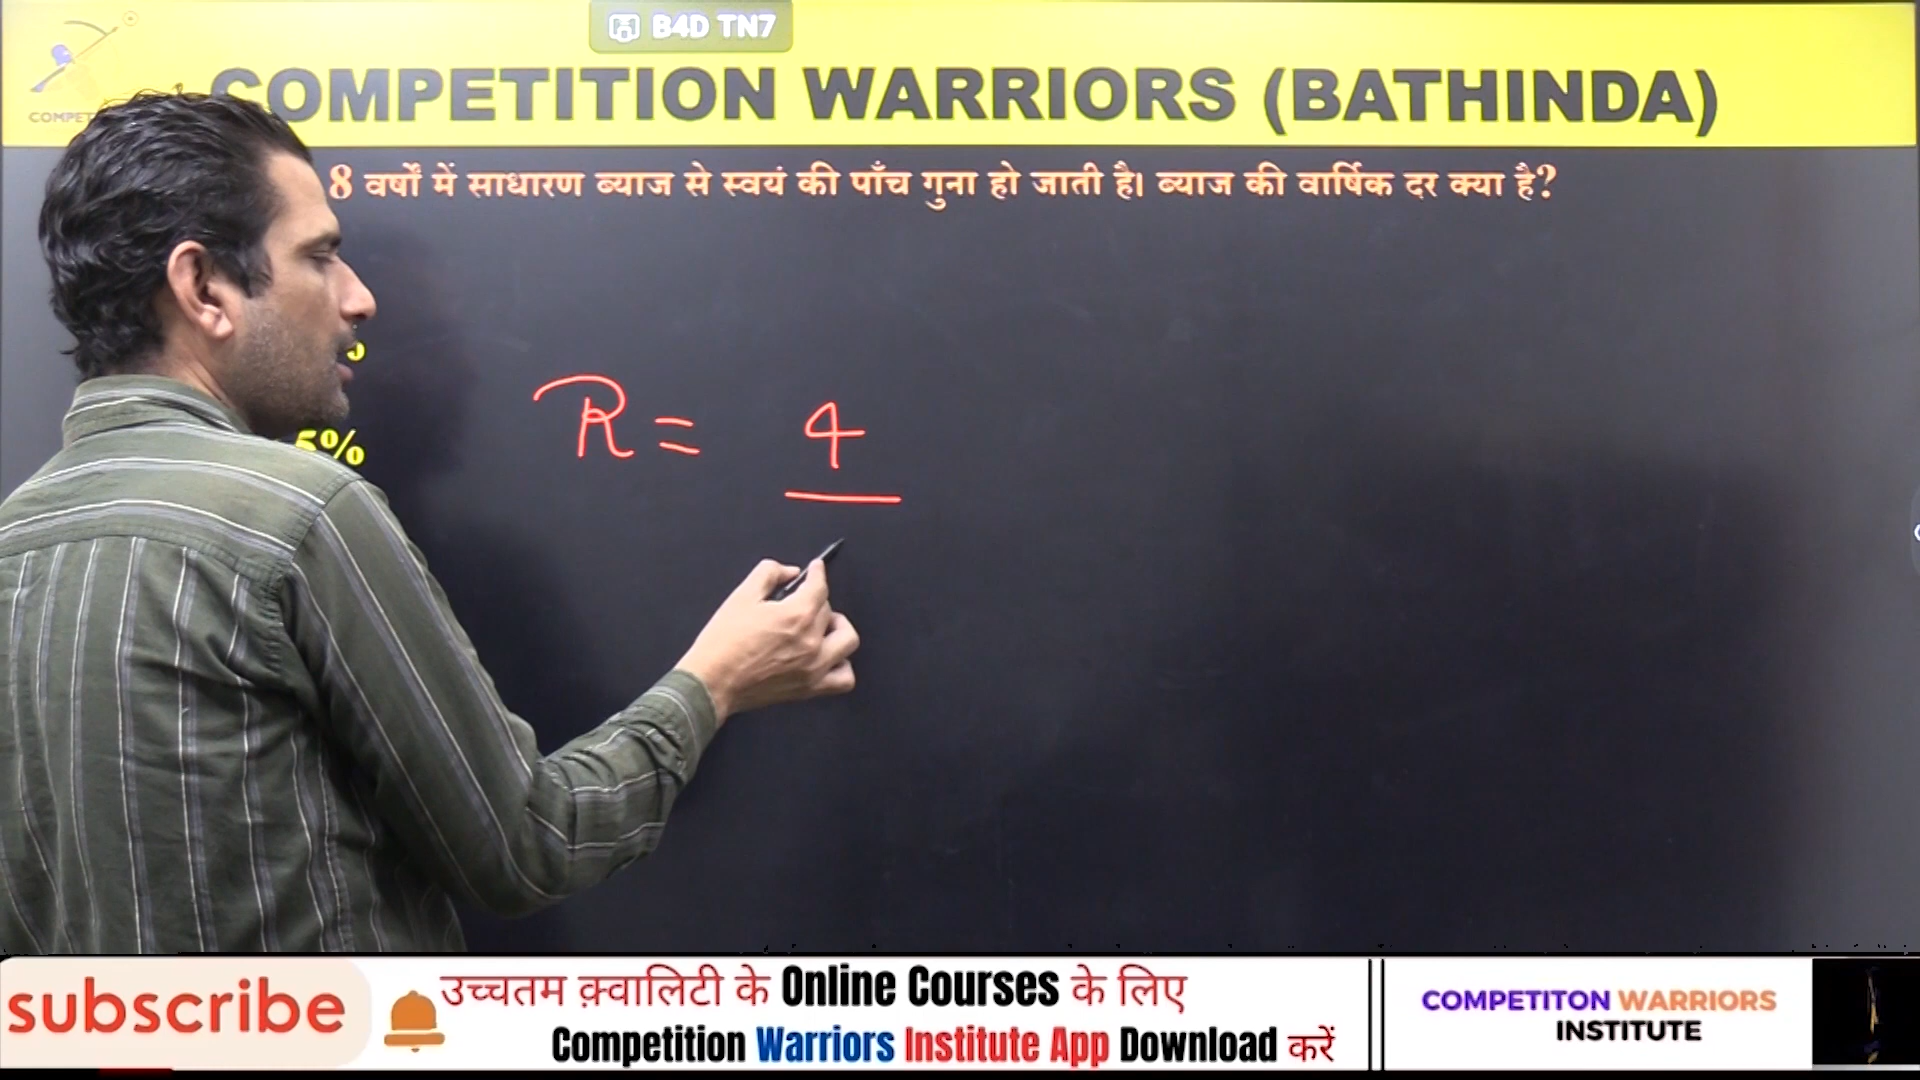 B4D TN7
COMPETITION WARRIORS (BATHINDA)
8 वर्षों में साधारण ब्याज से स्वयं की पाँच गुना हो जाती है। ब्याज की वार्षिक दर क्या है?
5%
R = 4
subscribe
उच्चतम क़्वालिटी के Online Courses के लिए
Competition Warriors Institute App Download करें
COMPETITON WARRIORS
INSTITUTE